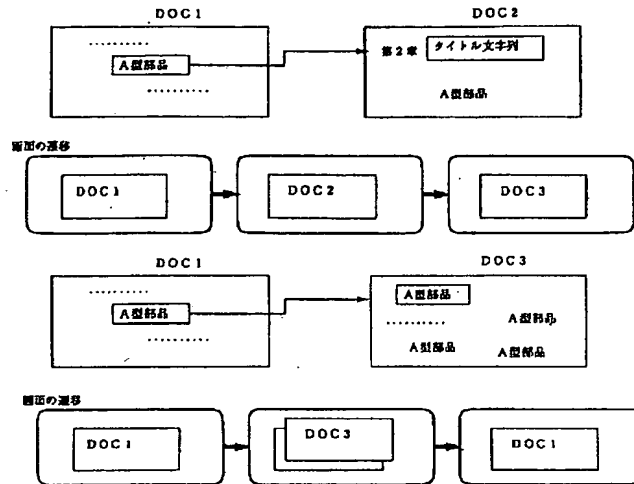 DOC1 DOC2
..........
A型部品
..........
第2章 タイトル文字列
A型部品
画面の遷移
DOC1 DOC2 DOC3
DOC1 DOC3
..........
A型部品
..........
A型部品
.......... A型部品
A型部品 A型部品
画面の遷移
DOC1 DOC3 DOC1